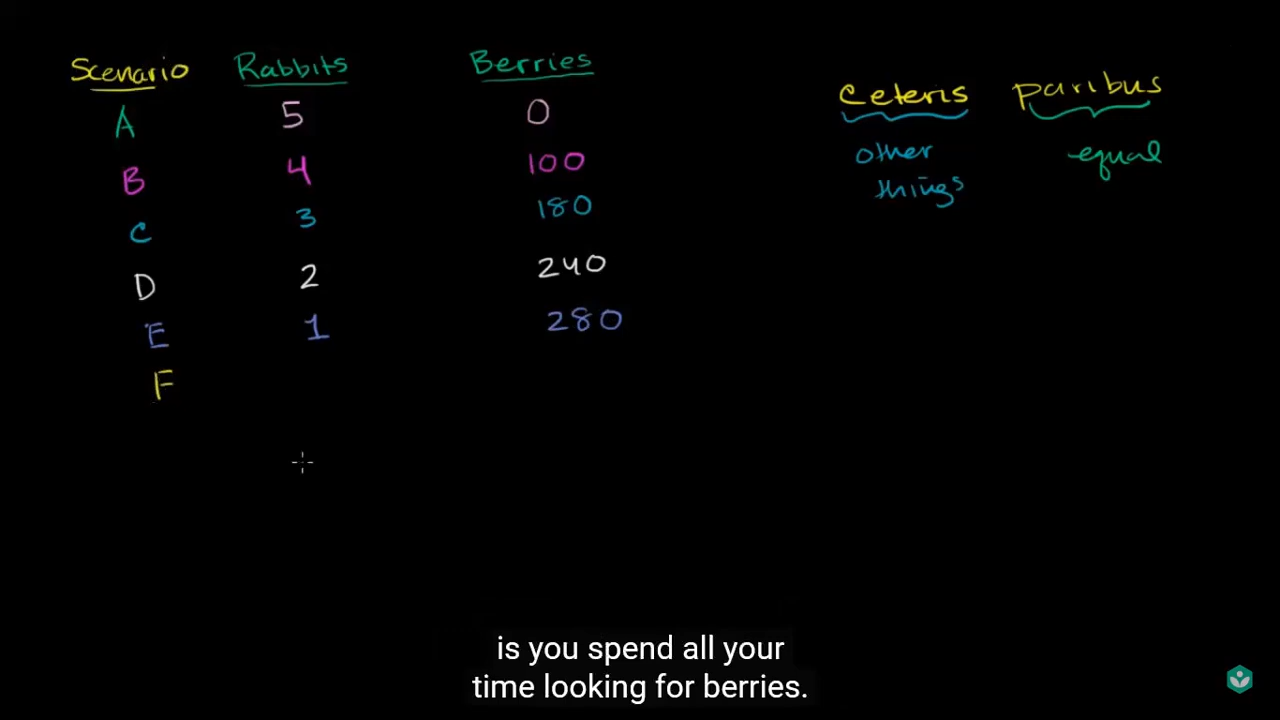 Scenario Rabbits Berries
A 5 0
B 4 100
C 3 180
D 2 240
E 1 280
F
Ceteris paribus
other equal
things
is you spend all your
time looking for berries.